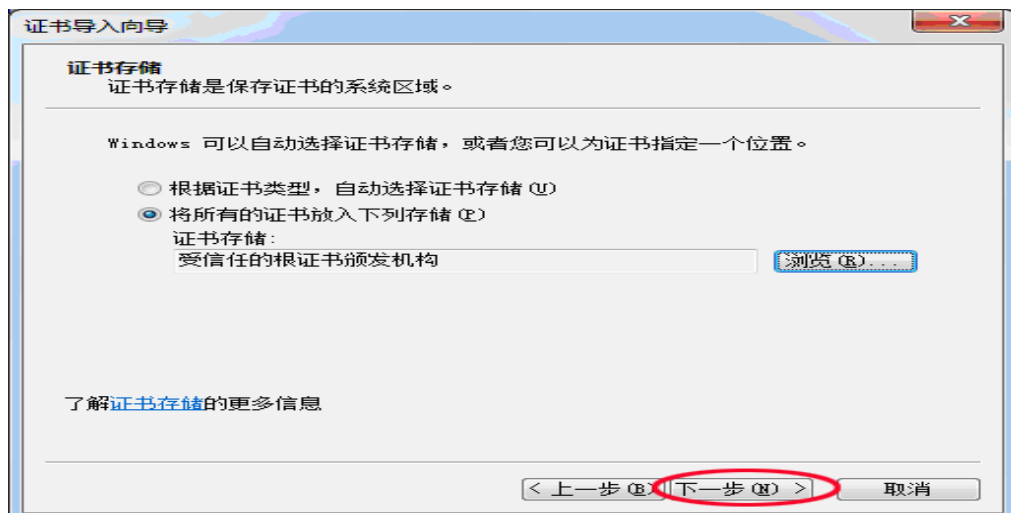 证书导入向导
证书存储
证书存储是保存证书的系统区域。
Windows 可以自动选择证书存储，或者您可以为证书指定一个位置。
根据证书类型，自动选择证书存储(U)
将所有的证书放入下列存储(P)
证书存储:
受信任的根证书颁发机构
浏览(R)...
了解证书存储的更多信息
< 上一步(B) 下一步(N) > 取消